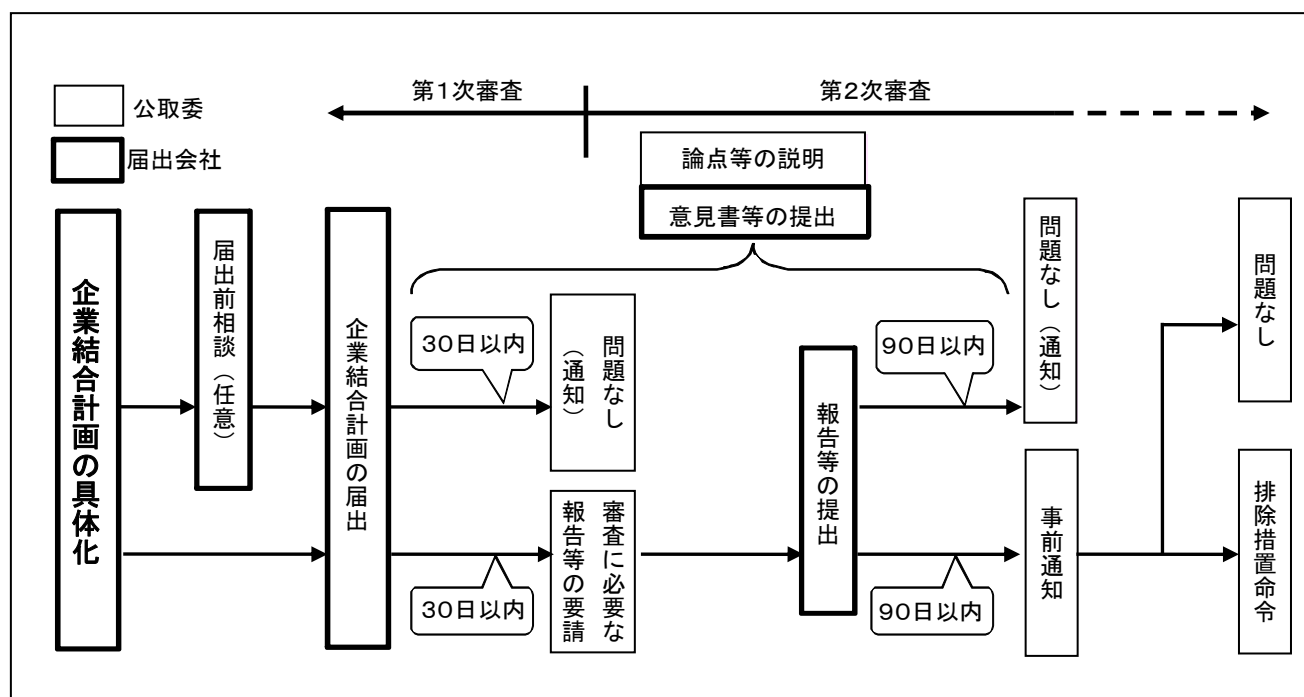 第1次審査
第2次審査
公取委
届出会社
論点等の説明
意見書等の提出
企業結合計画の具体化
届出前相談（任意）
企業結合計画の届出
30日以内
問題なし
（通知）
30日以内
審査に必要な
報告等の要請
報告等の提出
90日以内
問題なし（通知）
90日以内
事前通知
問題なし
排除措置命令